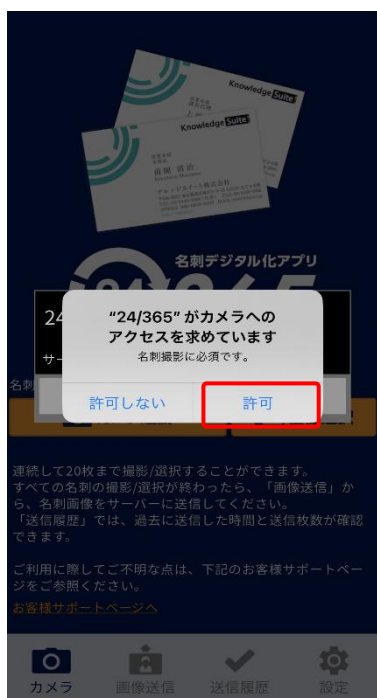 Knowledge Suite
Knowledge Suite
名刺デジタル化アプリ
24
サー
“24/365” がカメラへの
アクセスを求めています
名刺撮影に必須です。
許可しない
許可
名刺
連続して20枚まで撮影/選択することができます。
すべての名刺の撮影/選択が終わったら、「画像送信」か
ら、名刺画像をサーバーに送信してください。
「送信履歴」では、過去に送信した時間と送信枚数が確認
できます。
ご利用に際してご不明な点は、下記のお客様サポートペー
ジをご参照ください。
お客様サポートページへ
カメラ
画像送信
送信履歴
設定